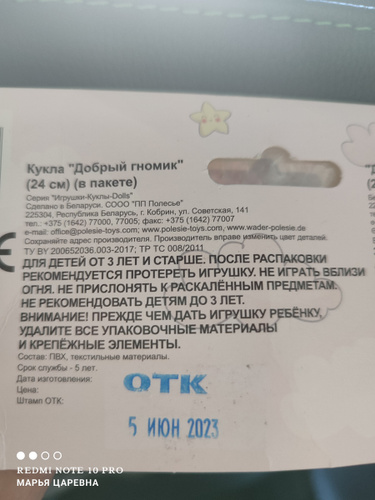 Кукла "Добрый гномик"
(24 см) (в пакете)
Серия "Игрушки-Куклы-Dolls"
Сделано в Беларуси. СООО "ПП Полесье"
225304, Республика Беларусь, г. Кобрин, ул. Советская, 141
тел.: +375 (1642) 77000, 77005; факс: +375 (1642) 77007
e-mail: office@polesie-toys.com; www.polesie-toys.com, www.wader-polesie.de
Сохраняйте адрес производителя. Производитель вправе изменить цвет деталей.
ТУ BY 200652036.003-2017; ТР ТС 008/2011
ДЛЯ ДЕТЕЙ ОТ 3 ЛЕТ И СТАРШЕ. ПОСЛЕ РАСПАКОВКИ
РЕКОМЕНДУЕТСЯ ПРОТЕРЕТЬ ИГРУШКУ. НЕ ИГРАТЬ ВБЛИЗИ
ОГНЯ. НЕ ПРИСЛОНЯТЬ К РАСКАЛЁННЫМ ПРЕДМЕТАМ.
НЕ РЕКОМЕНДОВАТЬ ДЕТЯМ ДО 3 ЛЕТ.
ВНИМАНИЕ! ПРЕЖДЕ ЧЕМ ДАТЬ ИГРУШКУ РЕБЁНКУ,
УДАЛИТЕ ВСЕ УПАКОВОЧНЫЕ МАТЕРИАЛЫ
И КРЕПЁЖНЫЕ ЭЛЕМЕНТЫ.
Состав: ПВХ, текстильные материалы.
Срок службы - 5 лет.
Дата изготовления:
Цена:
Штамп ОТК:
ОТК
5 ИЮН 2023
REDMI NOTE 10 PRO
МАРЬЯ ЦАРЕВНА